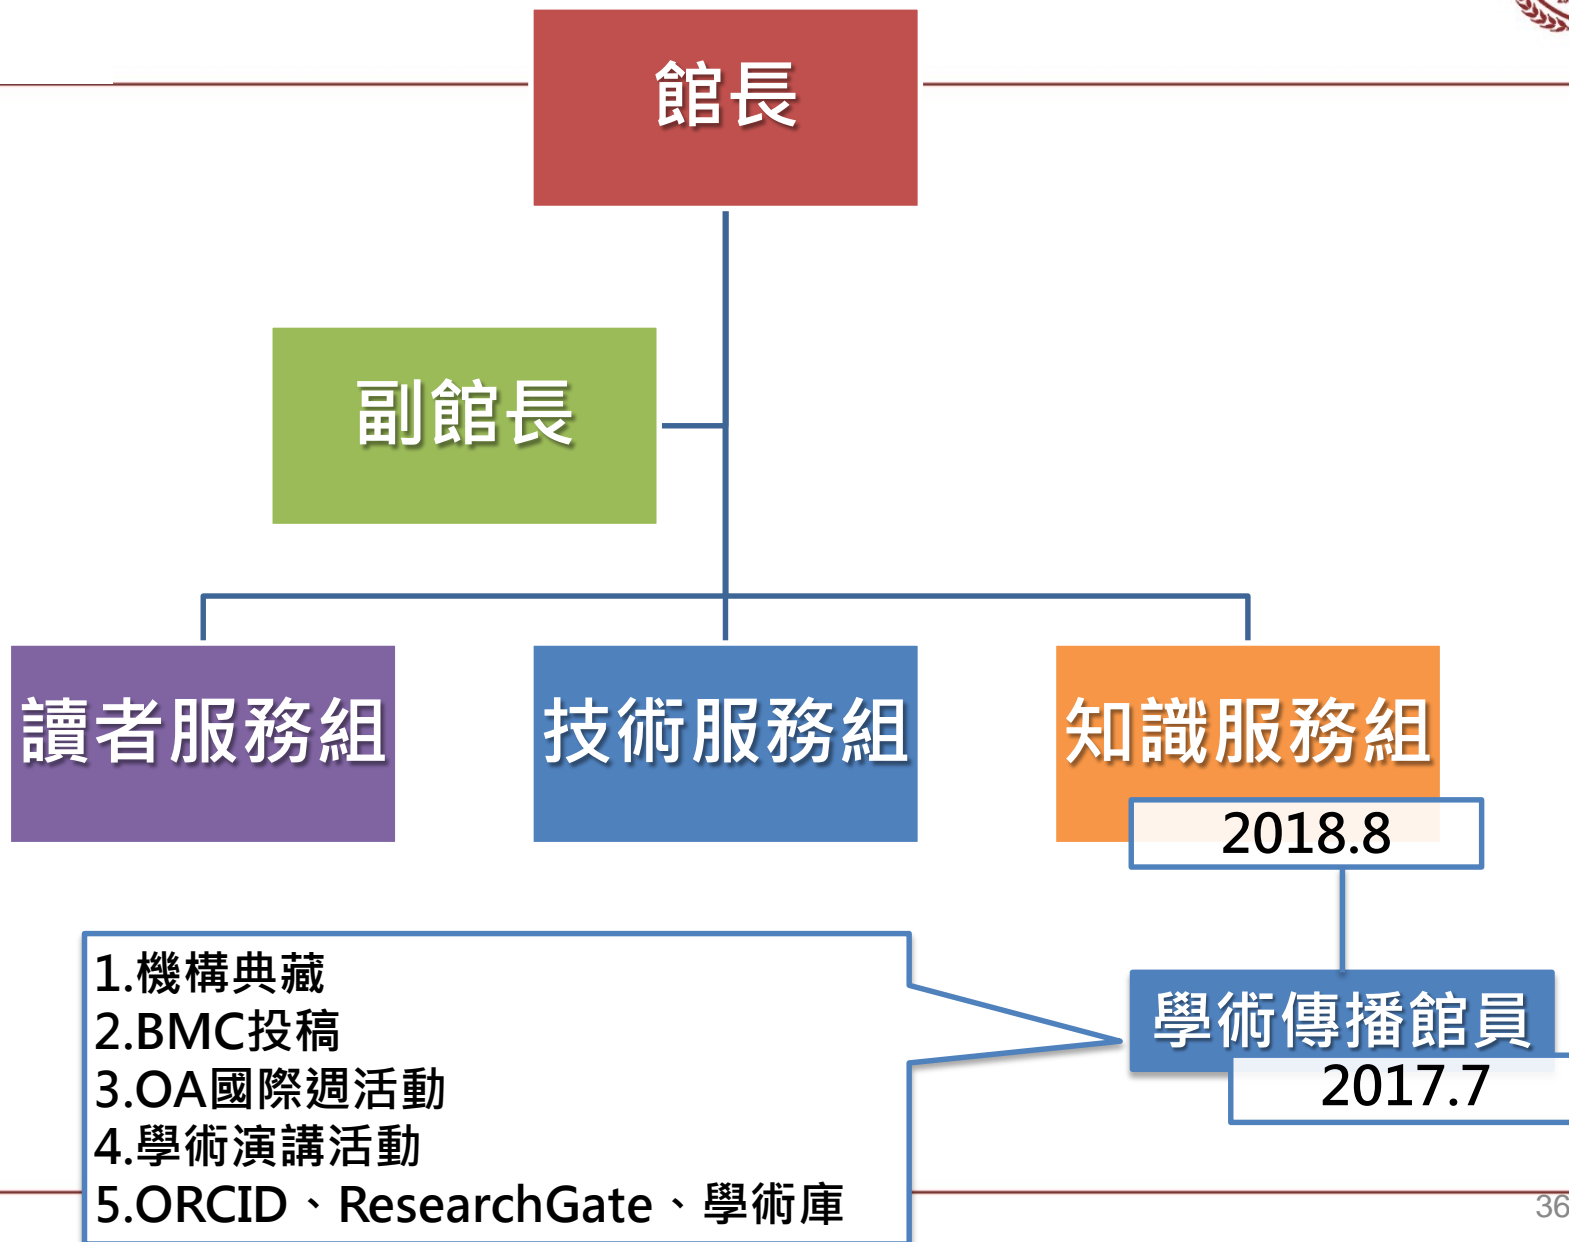 館長
副館長
讀者服務組
技術服務組
知識服務組
2018.8
1.機構典藏
2.BMC投稿
3.OA國際週活動
4.學術演講活動
5.ORCID、ResearchGate、學術庫
學術傳播館員
2017.7
36